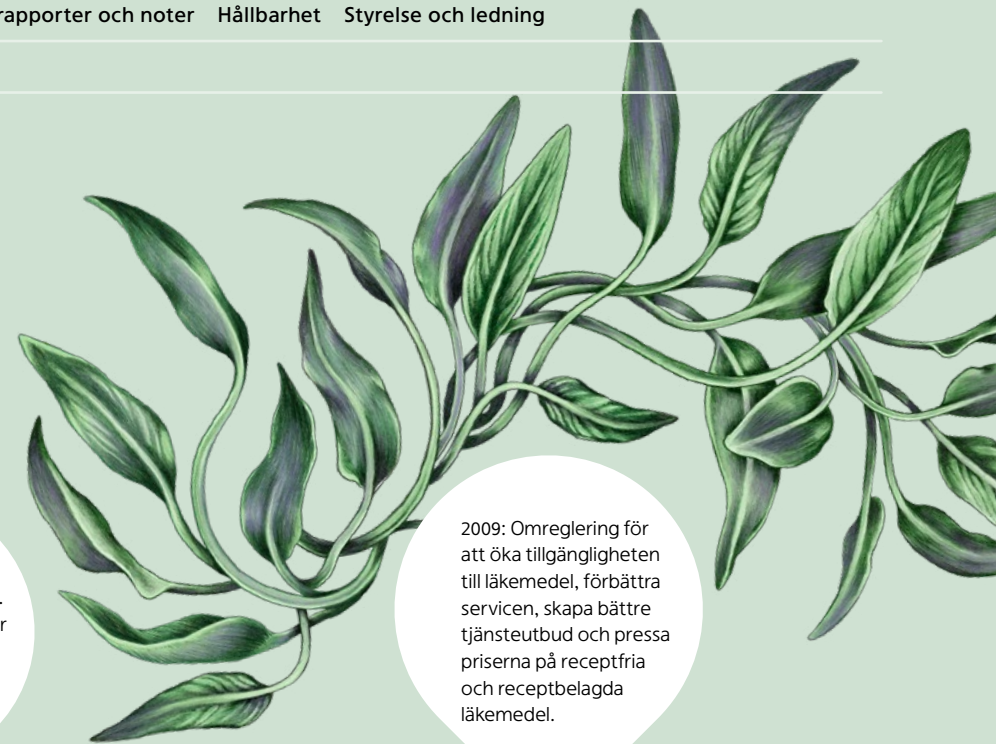 rapporter och noter Hållbarhet Styrelse och ledning
2009: Omreglering för
att öka tillgängligheten
till läkemedel, förbättra
servicen, skapa bättre
tjänsteutbud och pressa
priserna på receptfria
och receptbelagda
läkemedel.